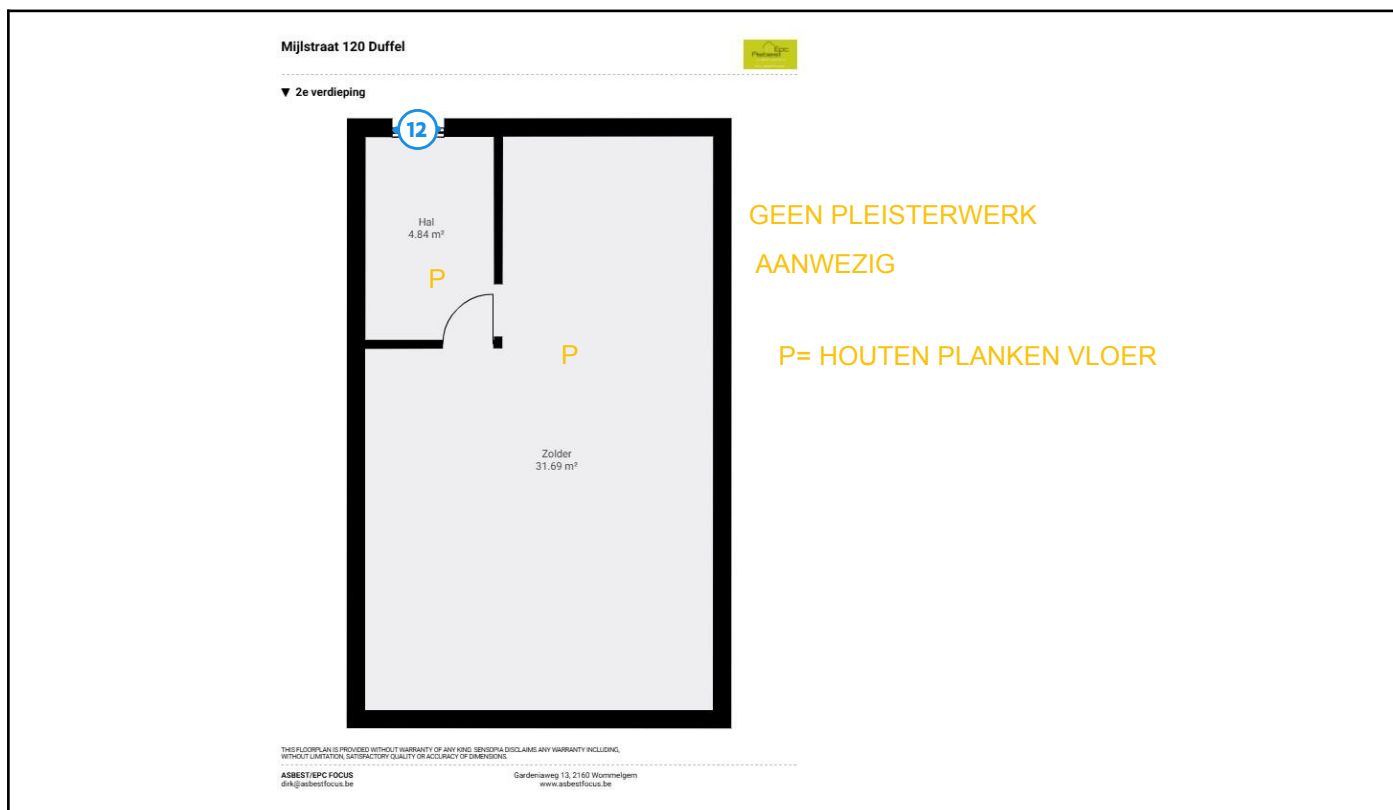 Mijlstraat 120 Duffel
Epc
▼ 2e verdieping
12
Hal
4.84 m²
P
GEEN PLEISTERWERK
AANWEZIG
P
P= HOUTEN PLANKEN VLOER
Zolder
31.69 m²
THIS FLOORPLAN IS PROVIDED WITHOUT WARRANTY OF ANY KIND. SENSOPIA DISCLAIMS ANY WARRANTY INCLUDING,
WITHOUT LIMITATION, SATISFACTORY QUALITY OR ACCURACY OF DIMENSIONS.
ASBEST/EPC FOCUS
dirk@asbestfocus.be
Gardeniaweg 13, 2160 Wommelgem
www.asbestfocus.be